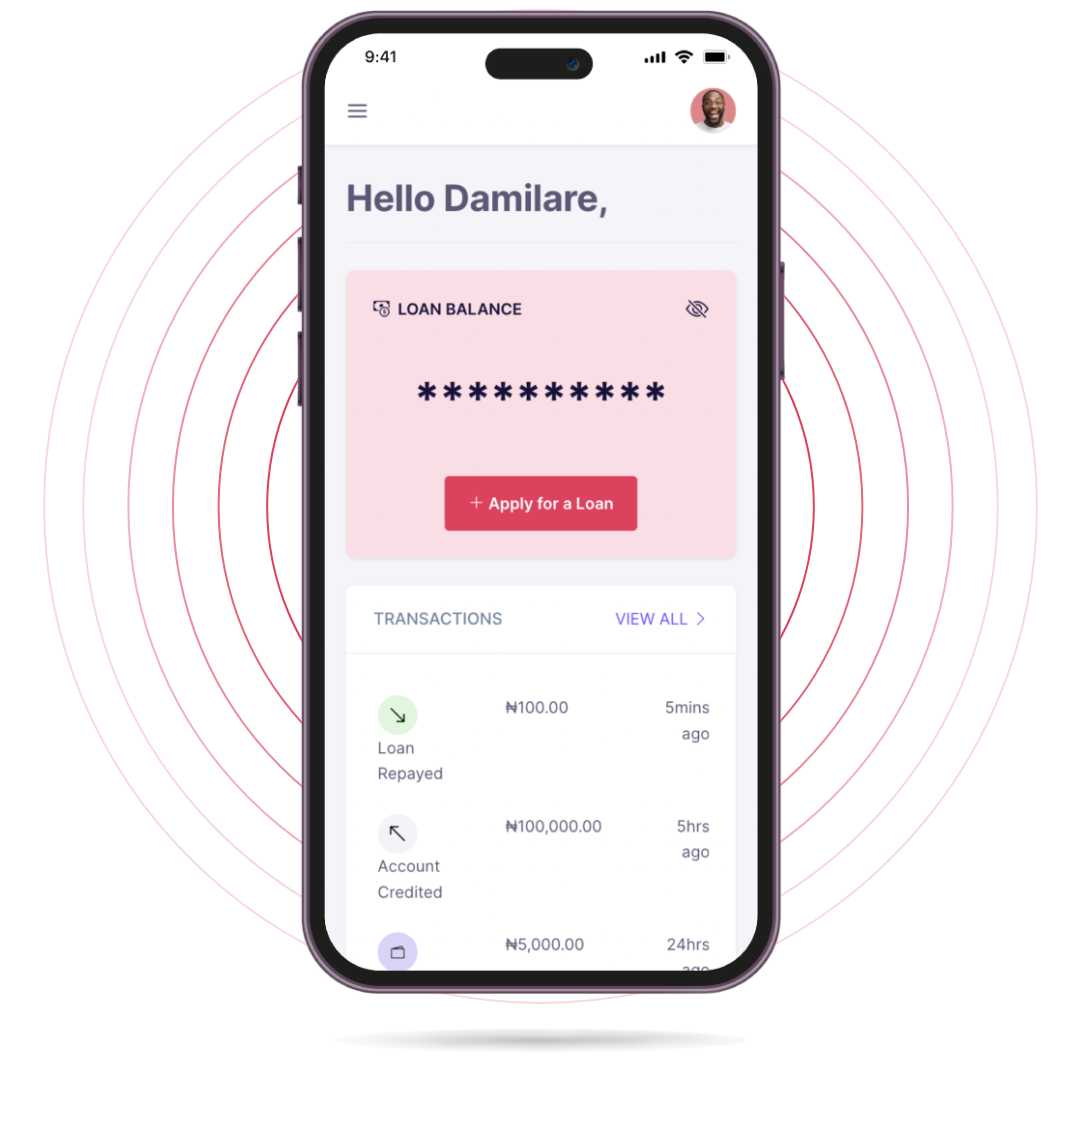 9:41
Hello Damilare,
LOAN BALANCE
**********
+ Apply for a Loan
TRANSACTIONS VIEW ALL >
₦100.00 5mins
ago
Loan
Repayed
₦100,000.00 5hrs
ago
Account
Credited
₦5,000.00 24hrs
ago